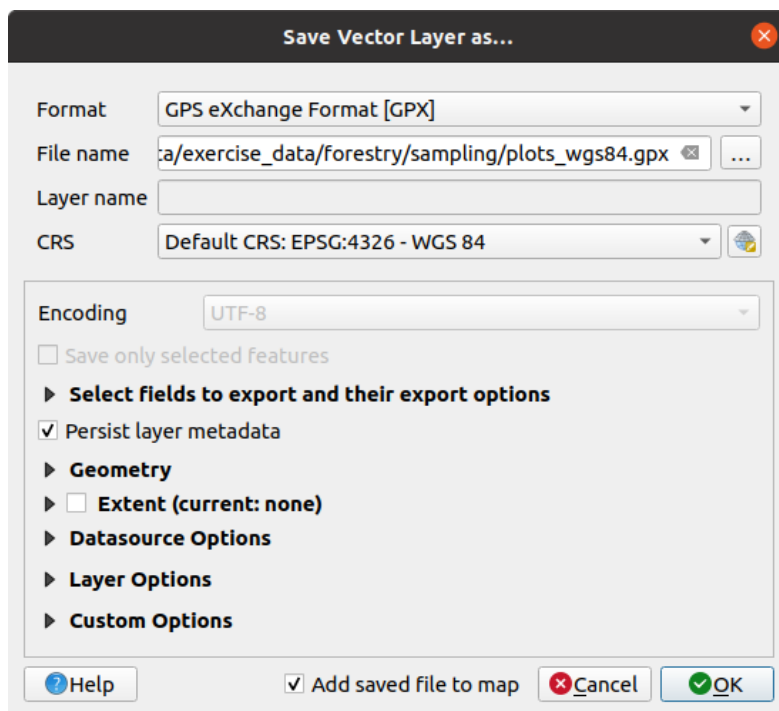 Save Vector Layer as...
Format GPS eXchange Format [GPX]
File name ta/exercise_data/forestry/sampling/plots_wgs84.gpx ...
Layer name
CRS Default CRS: EPSG:4326 - WGS 84
Encoding UTF-8
Save only selected features
Select fields to export and their export options
Persist layer metadata
Geometry
Extent (current: none)
Datasource Options
Layer Options
Custom Options
Help Add saved file to map Cancel OK